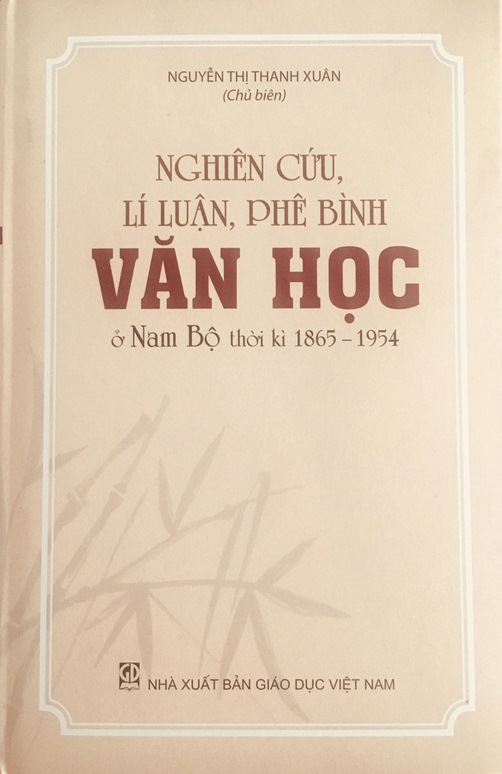 NGUYỄN THỊ THANH XUÂN
(Chủ biên)
NGHIÊN CỨU,
LÍ LUẬN, PHÊ BÌNH
VĂN HỌC
ở Nam Bộ thời kì 1865 – 1954
GD
NHÀ XUẤT BẢN GIÁO DỤC VIỆT NAM